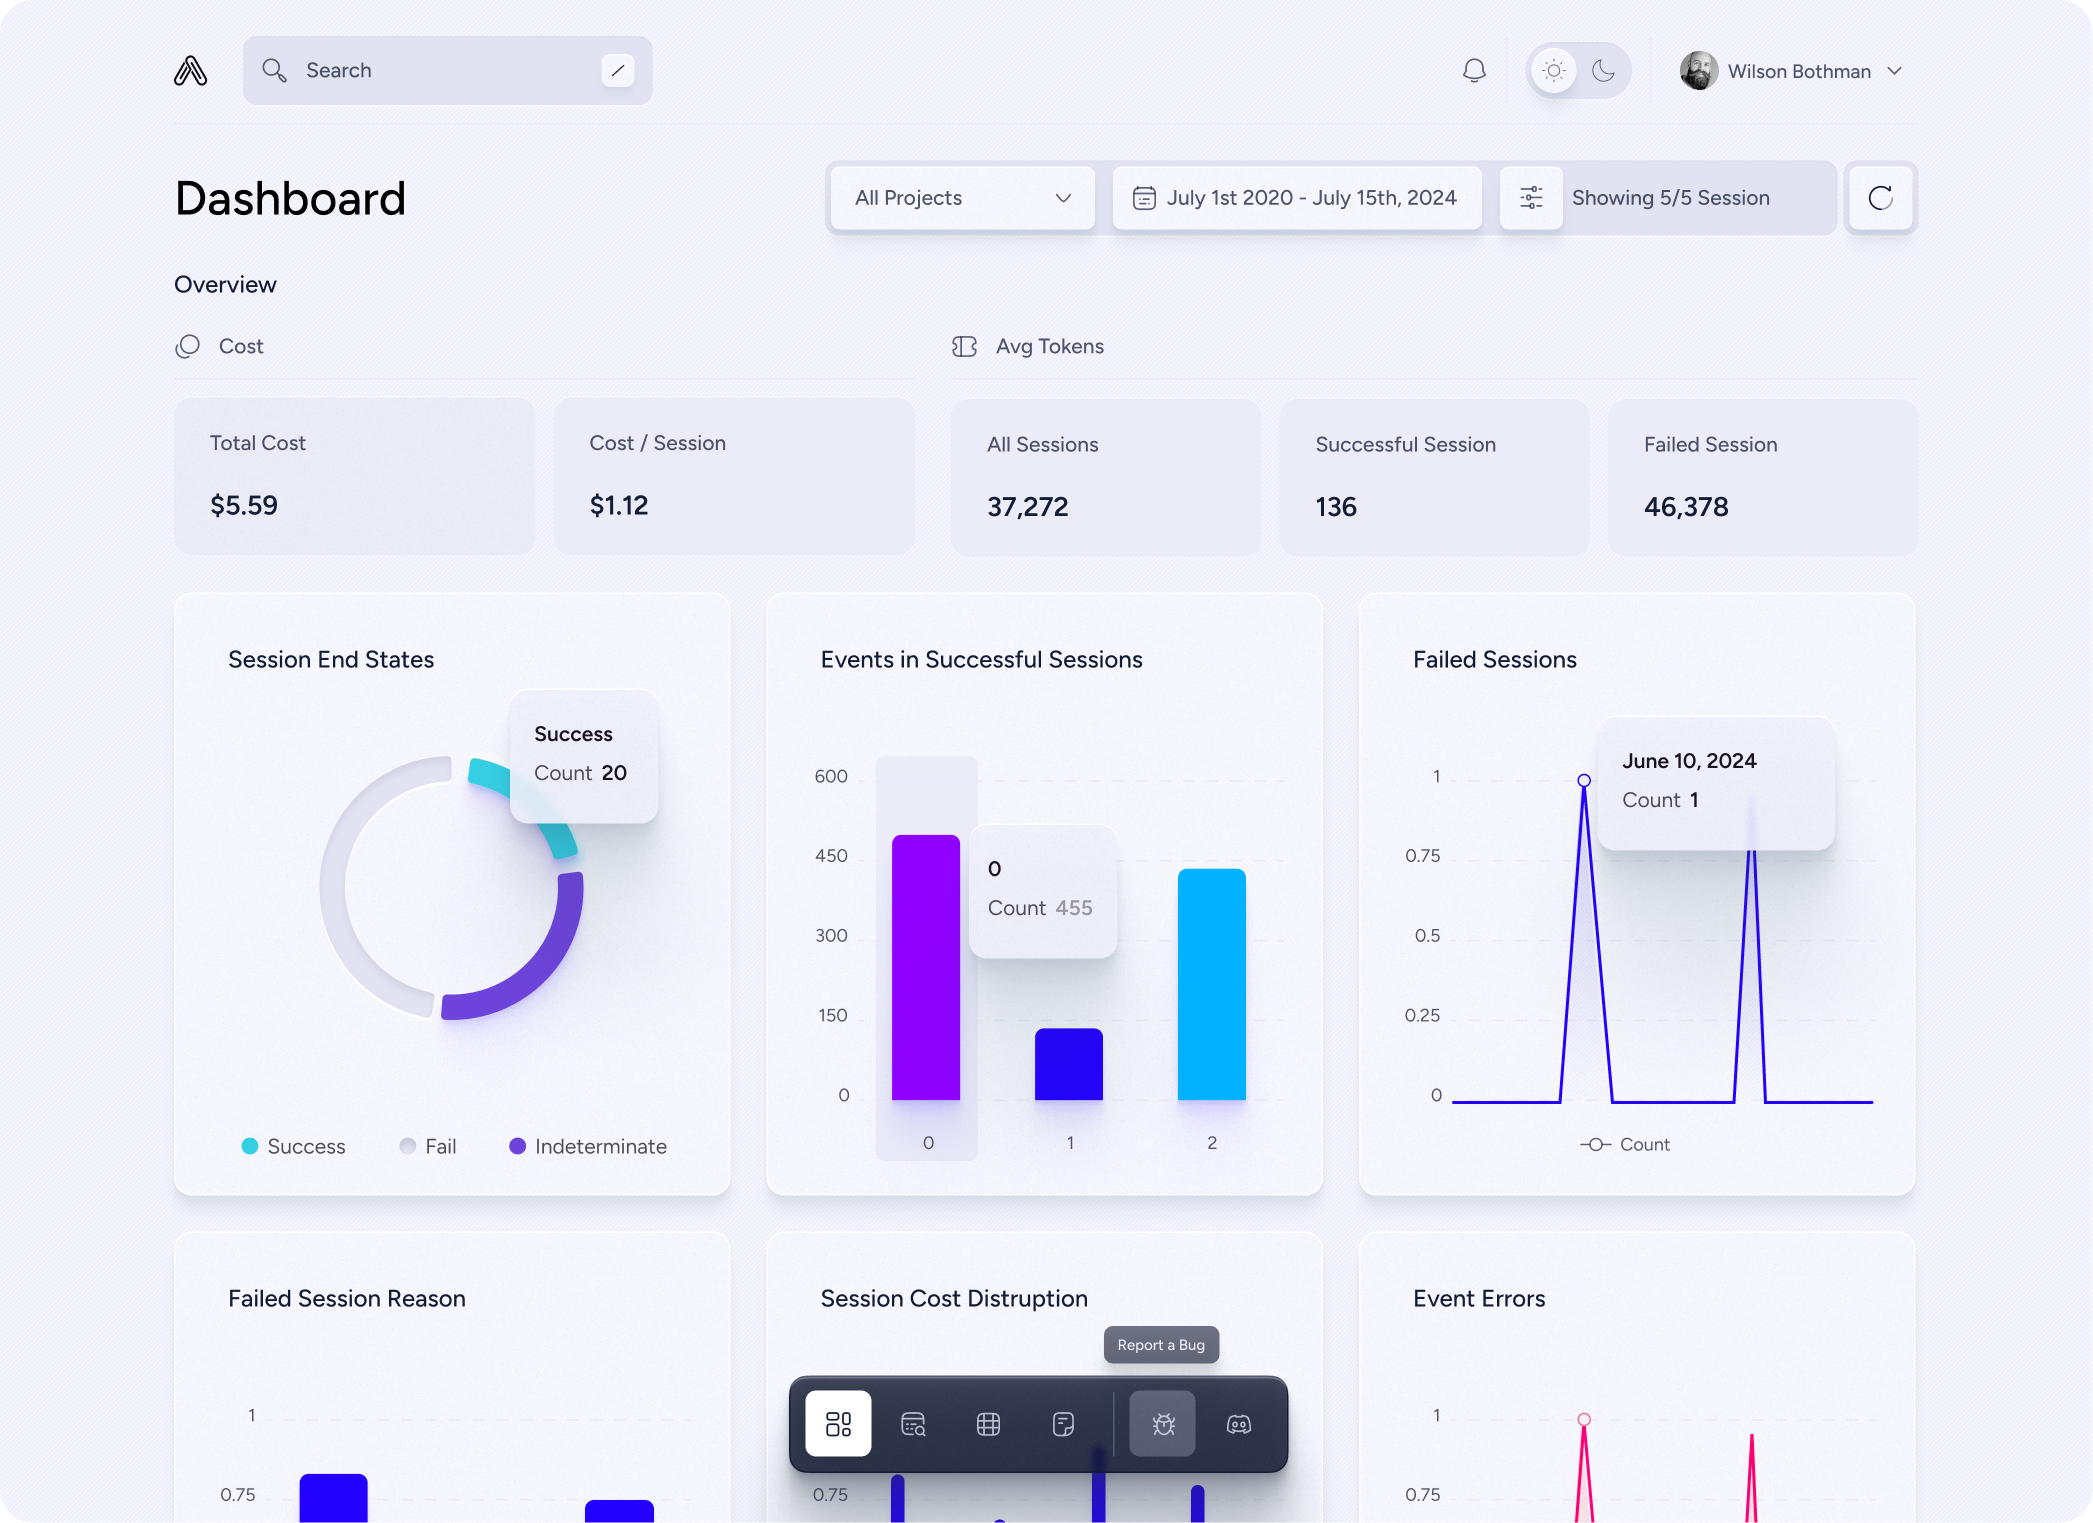 Search
Wilson Bothman
Dashboard
All Projects
July 1st 2020 - July 15th, 2024
Showing 5/5 Session
Overview
Cost
Avg Tokens
Total Cost
$5.59
Cost / Session
$1.12
All Sessions
37,272
Successful Session
136
Failed Session
46,378
Session End States
Success
Count 20
Success
Fail
Indeterminate
Events in Successful Sessions
600
450
300
150
0
0
Count 455
0
1
2
Failed Sessions
June 10, 2024
Count 1
1
0.75
0.5
0.25
0
Count
Failed Session Reason
1
0.75
Session Cost Distruption
Report a Bug
0.75
Event Errors
1
0.75